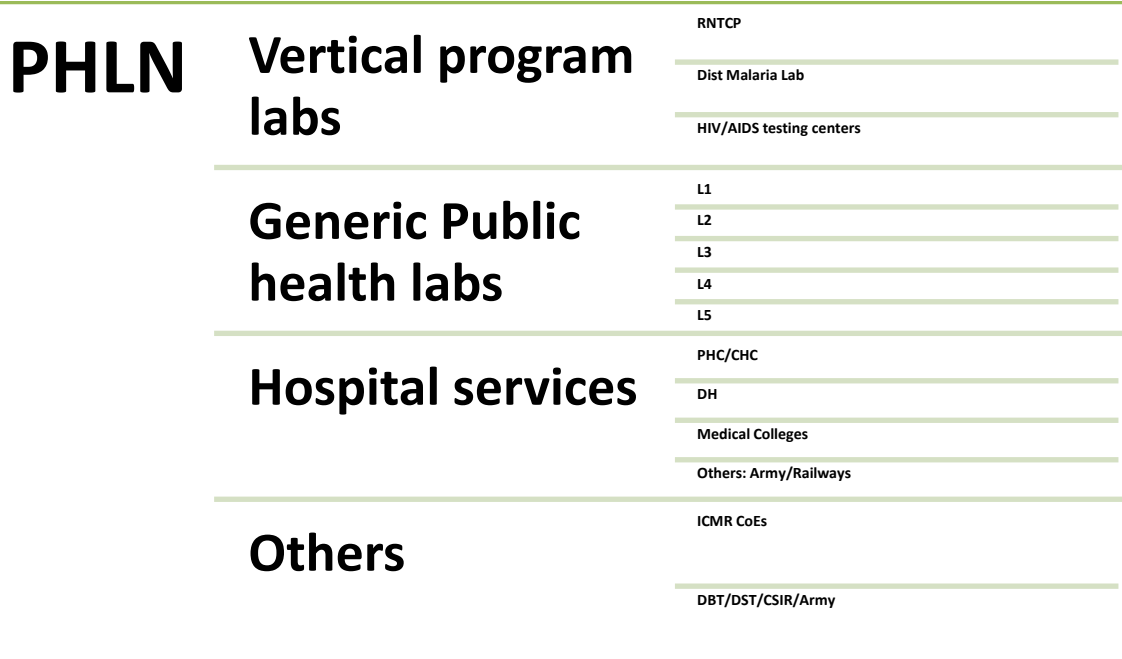 PHLN
Vertical program
labs
RNTCP
Dist Malaria Lab
HIV/AIDS testing centers
Generic Public
health labs
L1
L2
L3
L4
L5
Hospital services
PHC/CHC
DH
Medical Colleges
Others: Army/Railways
Others
ICMR CoEs
DBT/DST/CSIR/Army